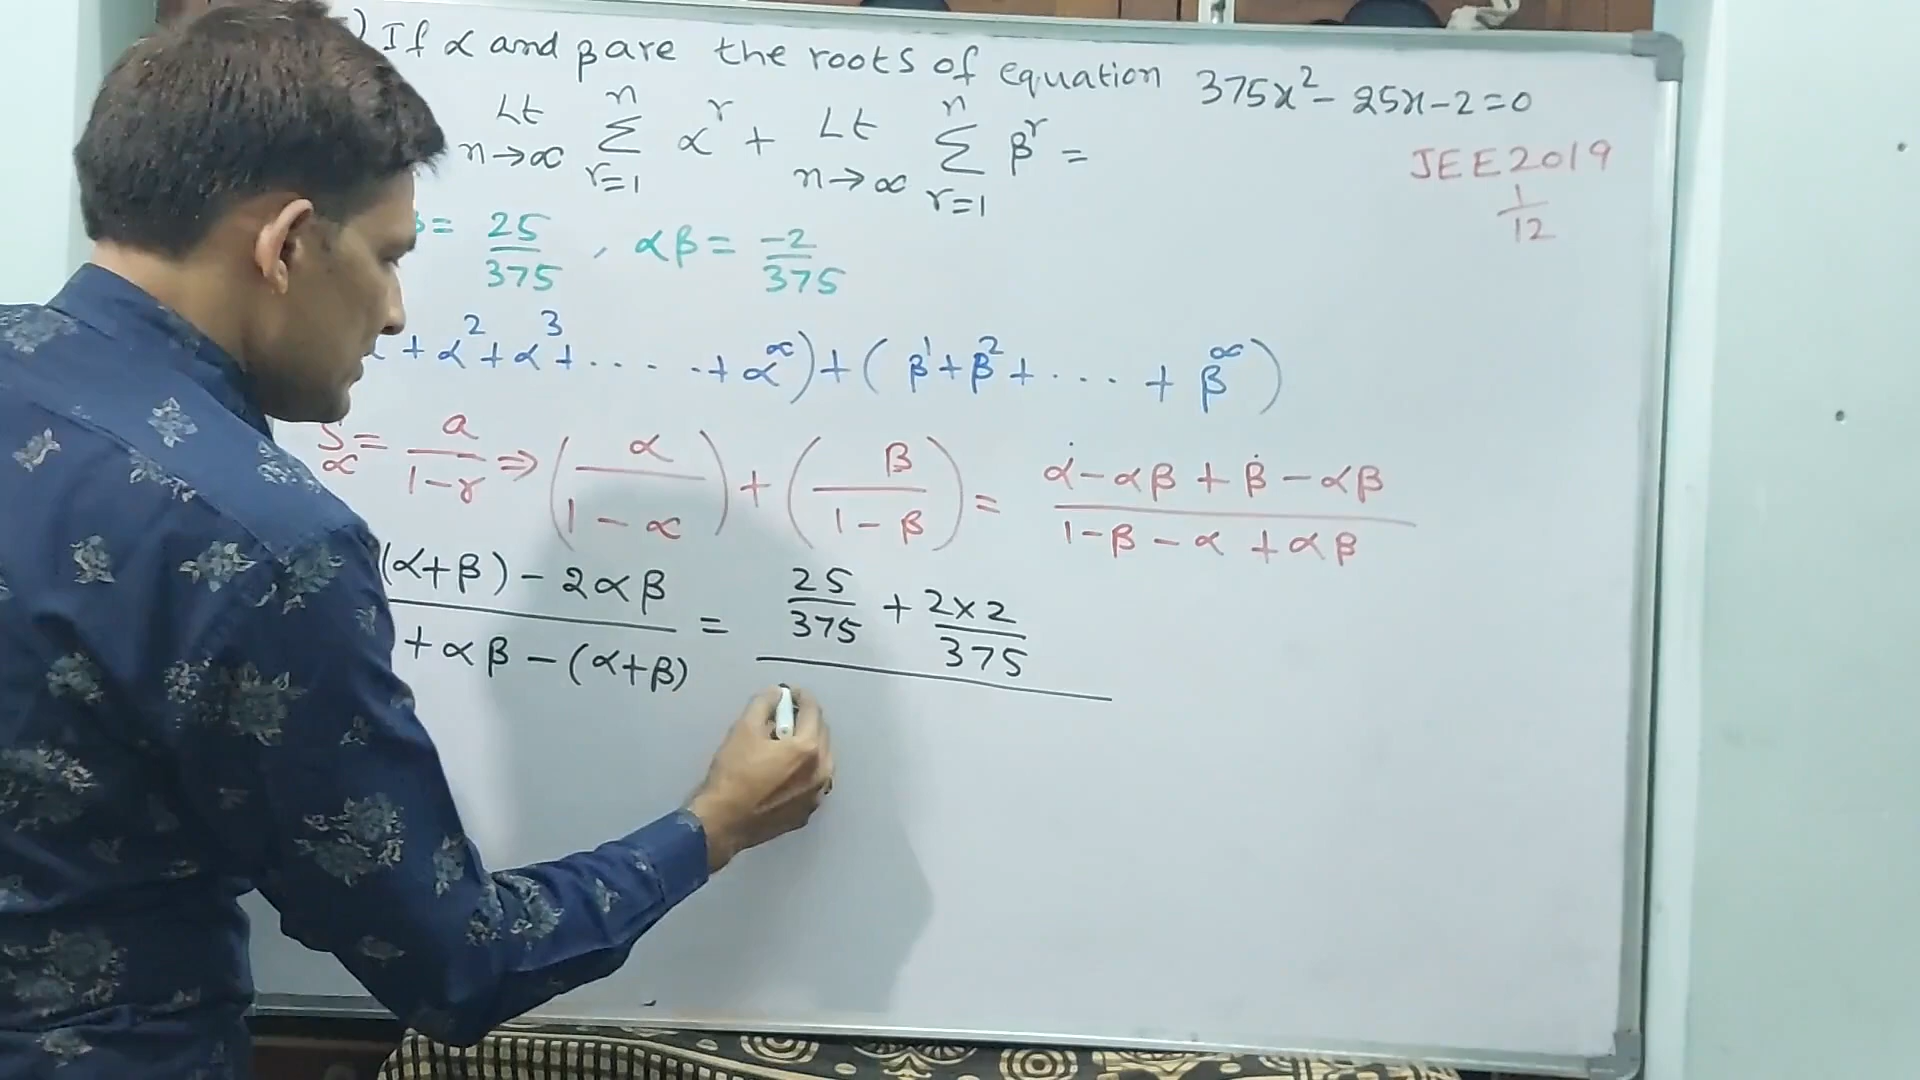 ) If α and β are the roots of equation 375x² - 25x - 2 = 0
Lt n→∞ Σ_{r=1}^{n} α^r + Lt n→∞ Σ_{r=1}^{n} β^r =
JEE2019
1/12
β = 25/375 , αβ = -2/375
+ α² + α³ + . . . . . + α^∞) + ( β¹ + β² + . . . + β^∞ )
S∞ = a/(1-r) ⇒ (α/(1-α)) + (β/(1-β)) = (α - αβ + β - αβ)/(1-β-α+αβ)
(α+β) - 2αβ / + αβ - (α+β) = 25/375 + 2×2/375